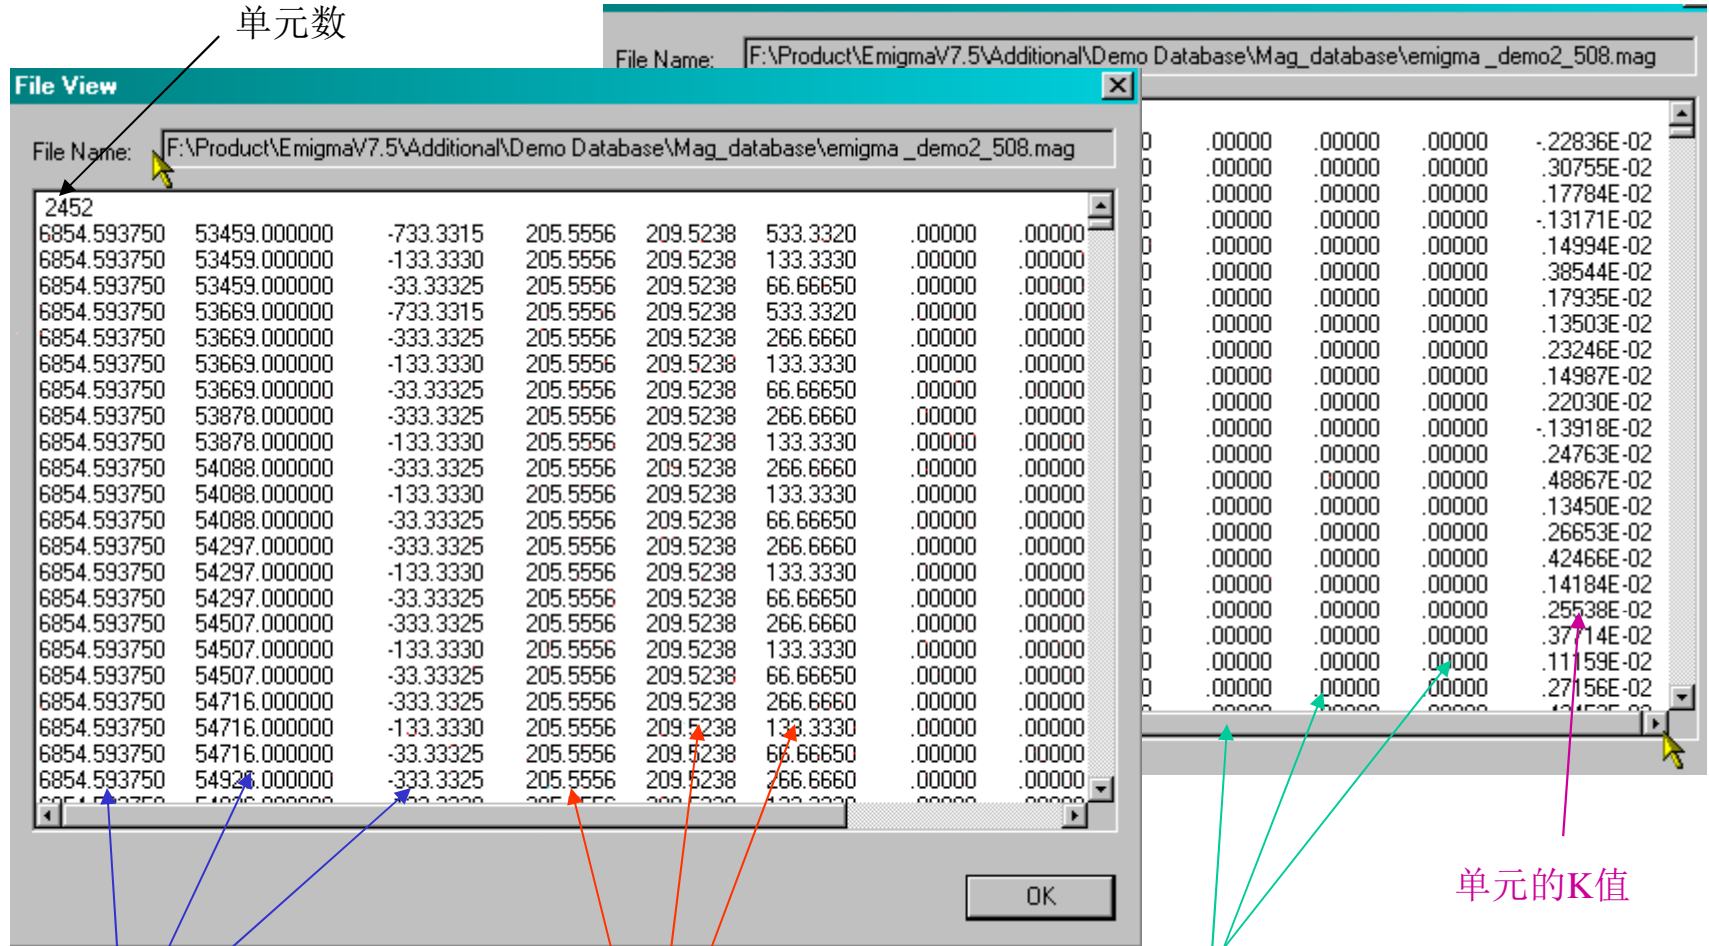 单元数
File Name: F:\Product\EmigmaV7.5\Additional\Demo Database\Mag_database\emigma _demo2_508.mag
File View
File Name: F:\Product\EmigmaV7.5\Additional\Demo Database\Mag_database\emigma _demo2_508.mag
2452
6854.593750 53459.000000 -733.3315 205.5556 209.5238 533.3320 .00000 .00000
6854.593750 53459.000000 -133.3330 205.5556 209.5238 133.3330 .00000 .00000
6854.593750 53459.000000 -33.33325 205.5556 209.5238 66.66650 .00000 .00000
6854.593750 53669.000000 -733.3315 205.5556 209.5238 533.3320 .00000 .00000
6854.593750 53669.000000 -333.3325 205.5556 209.5238 266.6660 .00000 .00000
6854.593750 53669.000000 -133.3330 205.5556 209.5238 133.3330 .00000 .00000
6854.593750 53669.000000 -33.33325 205.5556 209.5238 66.66650 .00000 .00000
6854.593750 53878.000000 -333.3325 205.5556 209.5238 266.6660 .00000 .00000
6854.593750 53878.000000 -133.3330 205.5556 209.5238 133.3330 .00000 .00000
6854.593750 54088.000000 -333.3325 205.5556 209.5238 266.6660 .00000 .00000
6854.593750 54088.000000 -133.3330 205.5556 209.5238 133.3330 .00000 .00000
6854.593750 54088.000000 -33.33325 205.5556 209.5238 66.66650 .00000 .00000
6854.593750 54297.000000 -333.3325 205.5556 209.5238 266.6660 .00000 .00000
6854.593750 54297.000000 -133.3330 205.5556 209.5238 133.3330 .00000 .00000
6854.593750 54297.000000 -33.33325 205.5556 209.5238 66.66650 .00000 .00000
6854.593750 54507.000000 -333.3325 205.5556 209.5238 266.6660 .00000 .00000
6854.593750 54507.000000 -133.3330 205.5556 209.5238 133.3330 .00000 .00000
6854.593750 54507.000000 -33.33325 205.5556 209.5238 66.66650 .00000 .00000
6854.593750 54716.000000 -333.3325 205.5556 209.5238 266.6660 .00000 .00000
6854.593750 54716.000000 -133.3330 205.5556 209.5238 133.3330 .00000 .00000
6854.593750 54716.000000 -33.33325 205.5556 209.5238 66.66650 .00000 .00000
6854.593750 -333.3325 205.5556 209.5238 266.6660 .00000 .00000
OK
.00000 .00000 .00000 -.22836E-02
.00000 .00000 .00000 .30755E-02
.00000 .00000 .00000 .17784E-02
.00000 .00000 .00000 -.13171E-02
.00000 .00000 .00000 .14994E-02
.00000 .00000 .00000 .38544E-02
.00000 .00000 .00000 .17935E-02
.00000 .00000 .00000 .13503E-02
.00000 .00000 .00000 .23246E-02
.00000 .00000 .00000 .14987E-02
.00000 .00000 .00000 .22030E-02
.00000 .00000 .00000 -.13918E-02
.00000 .00000 .00000 .24763E-02
.00000 .00000 .00000 .48867E-02
.00000 .00000 .00000 .13450E-02
.00000 .00000 .00000 .26653E-02
.00000 .00000 .00000 .42466E-02
.00000 .00000 .00000 .14184E-02
.00000 .00000 .00000 .25538E-02
.00000 .00000 .00000 .37714E-02
.00000 .00000 .00000 .11159E-02
.00000 .00000 .00000 .27156E-02
单元的K值